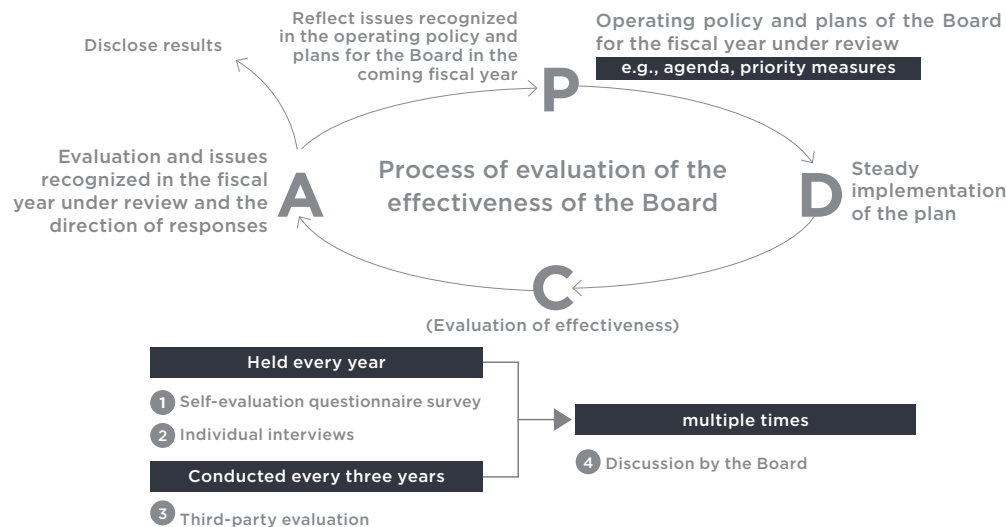 Disclose results
Reflect issues recognized
in the operating policy and
plans for the Board in the
coming fiscal year
Operating policy and plans of the Board
for the fiscal year under review
e.g., agenda, priority measures
P
Evaluation and issues
recognized in the fiscal
year under review and the
direction of responses
A
Process of evaluation of the
effectiveness of the Board
D
Steady
implementation
of the plan
C
(Evaluation of effectiveness)
Held every year
1 Self-evaluation questionnaire survey
2 Individual interviews
Conducted every three years
3 Third-party evaluation
multiple times
4 Discussion by the Board